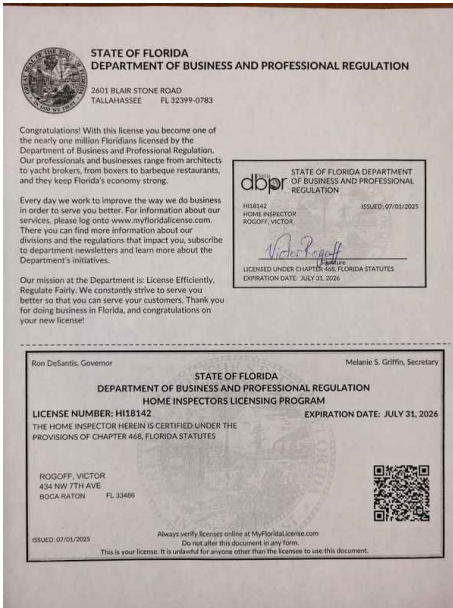 STATE OF FLORIDA
DEPARTMENT OF BUSINESS AND PROFESSIONAL REGULATION
2601 BLAIR STONE ROAD
TALLAHASSEE FL 32399-0783
Congratulations! With this license you become one of
the nearly one million Floridians licensed by the
Department of Business and Professional Regulation.
Our professionals and businesses range from architects
to yacht brokers, from boxers to barbeque restaurants,
and they keep Florida's economy strong.
Every day we work to improve the way we do business
in order to serve you better. For information about our
services, please log onto www.myfloridalicense.com.
There you can find more information about our
divisions and the regulations that impact you, subscribe
to department newsletters and learn more about the
Department's initiatives.
Our mission at the Department is: License Efficiently,
Regulate Fairly. We constantly strive to serve you
better so that you can serve your customers. Thank you
for doing business in Florida, and congratulations on
your new license!
dbpr
STATE OF FLORIDA DEPARTMENT
OF BUSINESS AND PROFESSIONAL
REGULATION
HI18142 ISSUED: 07/01/2025
HOME INSPECTOR
ROGOFF, VICTOR
Victor Rogoff
Signature
LICENSED UNDER CHAPTER 468, FLORIDA STATUTES
EXPIRATION DATE: JULY 31, 2026
Ron DeSantis, Governor Melanie S. Griffin, Secretary
STATE OF FLORIDA
DEPARTMENT OF BUSINESS AND PROFESSIONAL REGULATION
HOME INSPECTORS LICENSING PROGRAM
LICENSE NUMBER: HI18142 EXPIRATION DATE: JULY 31, 2026
THE HOME INSPECTOR HEREIN IS CERTIFIED UNDER THE
PROVISIONS OF CHAPTER 468, FLORIDA STATUTES
ROGOFF, VICTOR
434 NW 7TH AVE
BOCA RATON FL 33486
ISSUED: 07/01/2025
Always verify licenses online at MyFloridaLicense.com
Do not alter this document in any form.
This is your license. It is unlawful for anyone other than the licensee to use this document.